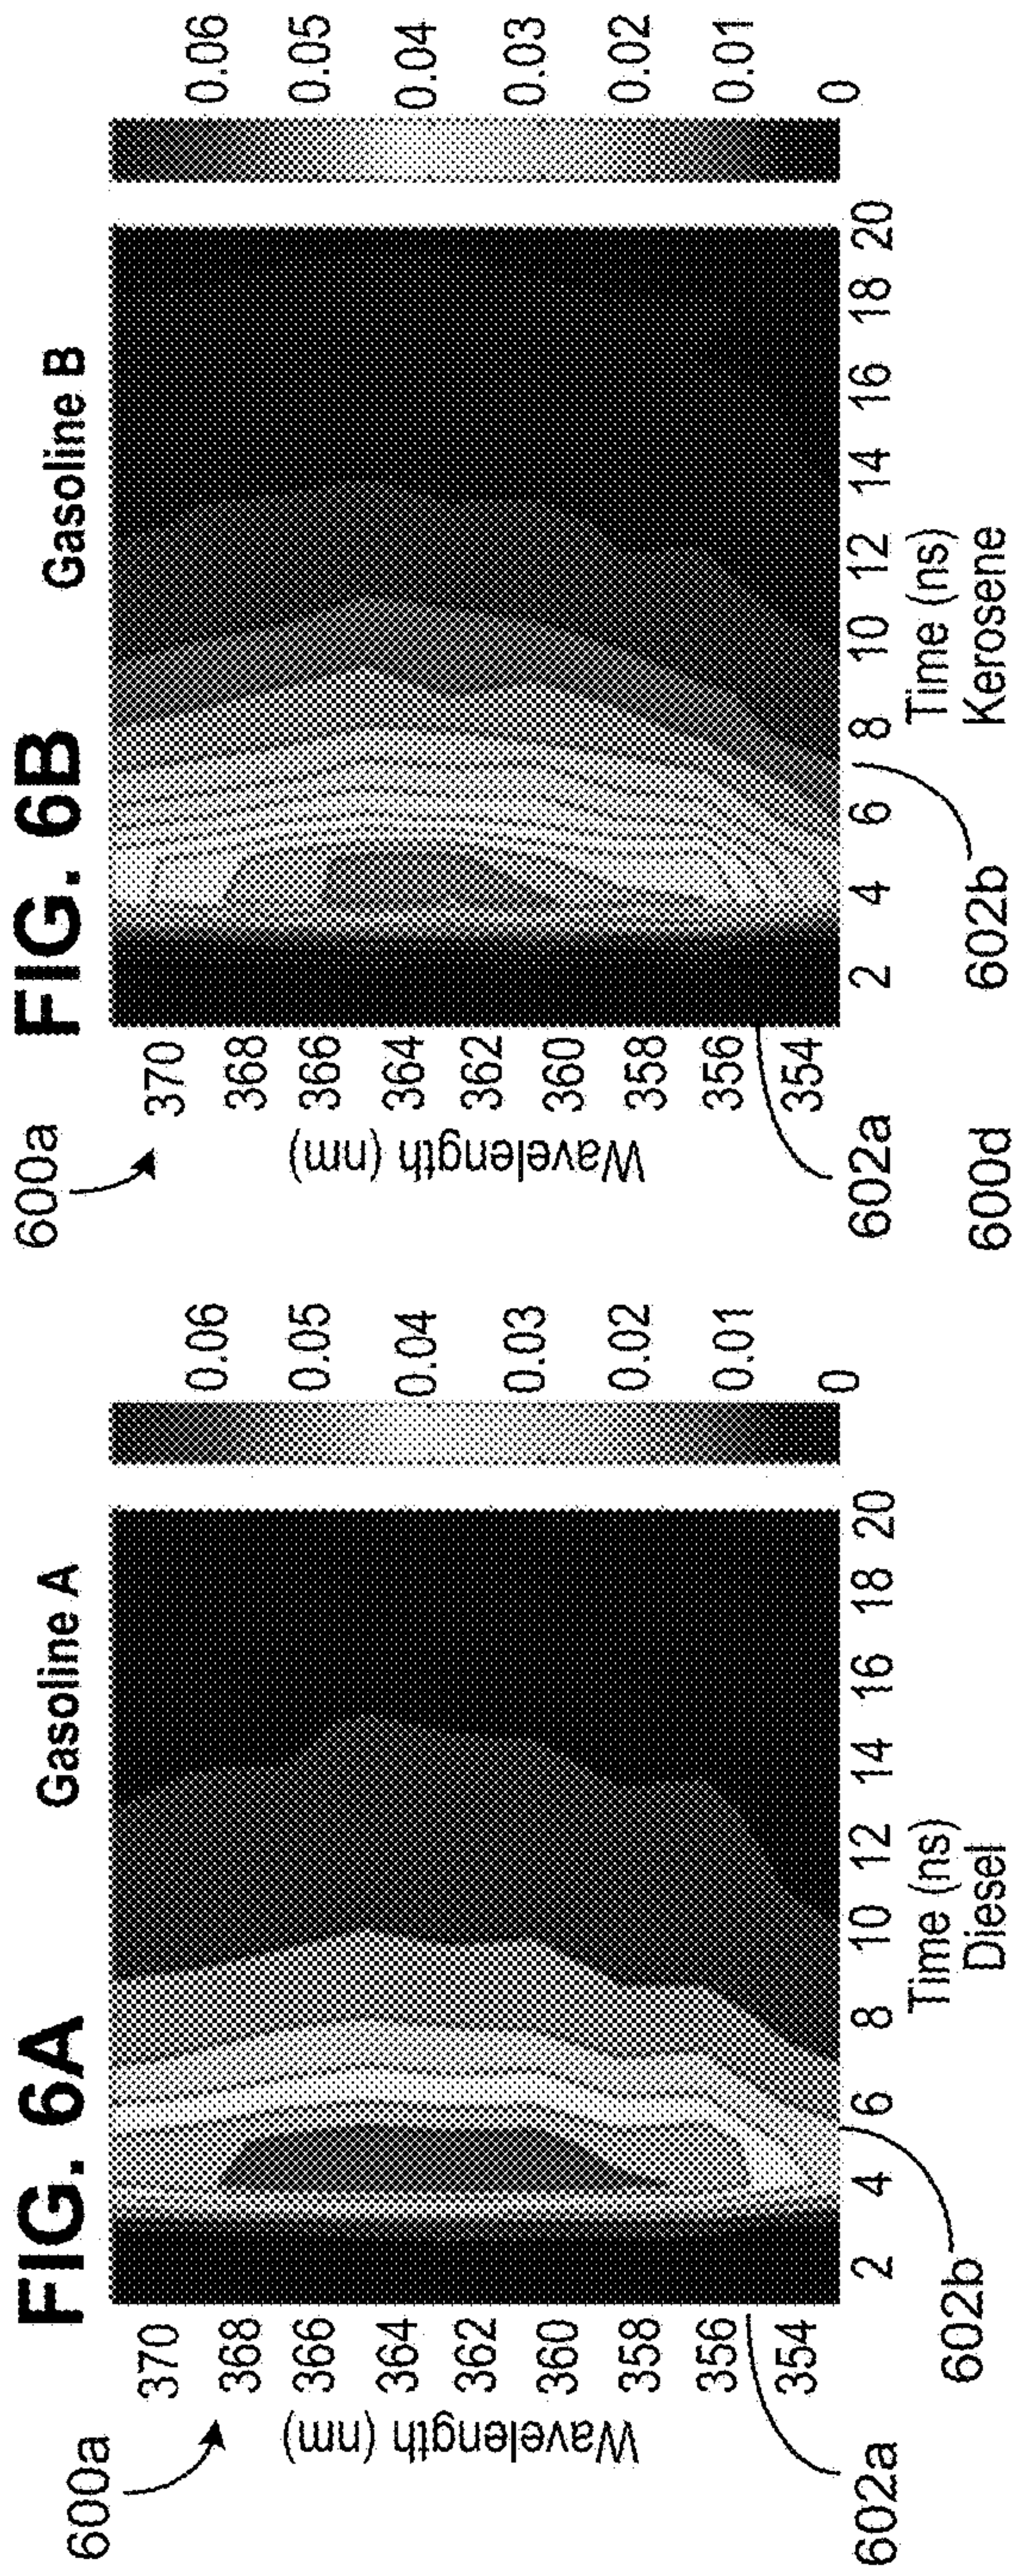 FIG. 6A
Gasoline A
600a
Wavelength (nm)
370
368
366
364
362
360
358
356
354
2 4 6 8 10 12 14 16 18 20
Time (ns)
Diesel
0.06
0.05
0.04
0.03
0.02
0.01
0
602a
602b
FIG. 6B
Gasoline B
600a
Wavelength (nm)
370
368
366
364
362
360
358
356
354
2 4 6 8 10 12 14 16 18 20
Time (ns)
Kerosene
0.06
0.05
0.04
0.03
0.02
0.01
0
602a
602b
600d